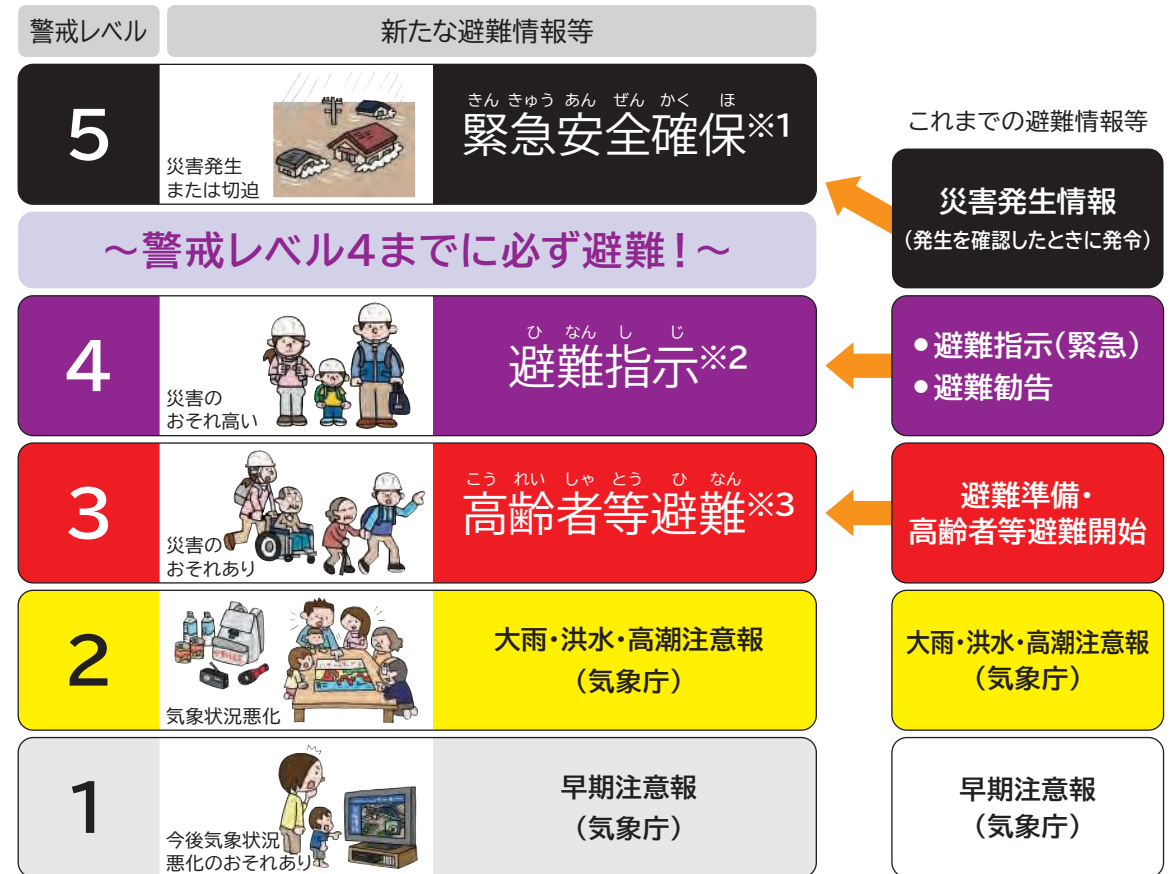 警戒レベル
新たな避難情報等
5
災害発生
または切迫
きん きゅう あん ぜん かく ほ
緊急安全確保※1
～警戒レベル4までに必ず避難！～
4
災害の
おそれ高い
ひ なん し じ
避難指示※2
3
災害の
おそれあり
こう れい しゃ とう ひ なん
高齢者等避難※3
2
気象状況悪化
大雨・洪水・高潮注意報
（気象庁）
1
今後気象状況
悪化のおそれあり
早期注意報
（気象庁）
これまでの避難情報等
災害発生情報
（発生を確認したときに発令）
●避難指示（緊急）
●避難勧告
避難準備・
高齢者等避難開始
大雨・洪水・高潮注意報
（気象庁）
早期注意報
（気象庁）